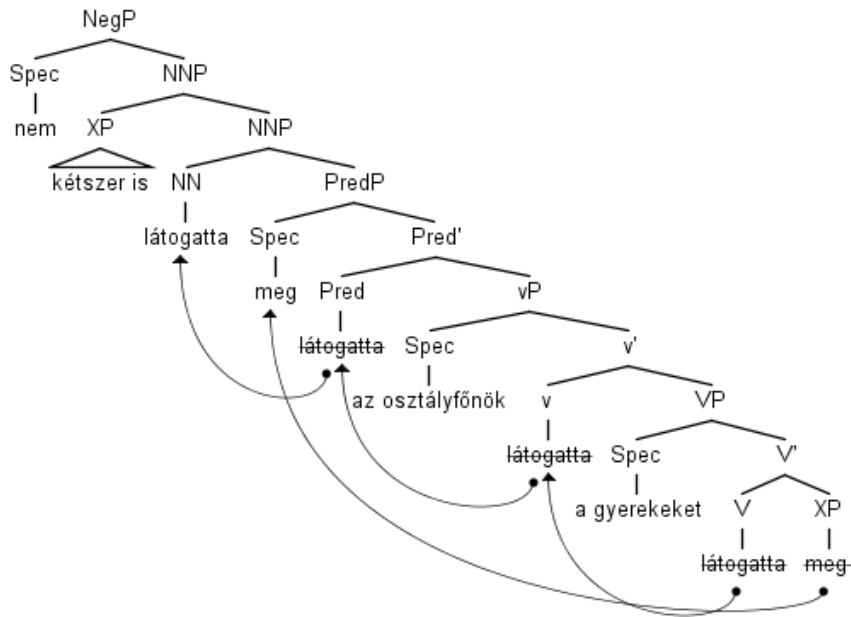 NegP
Spec NNP
nem XP NNP
kétszer is NN PredP
látogatta Spec Pred'
meg Pred vP
látogatta Spec v'
az osztályfőnök v VP
látogatta Spec V'
a gyerekeket V XP
látogatta meg